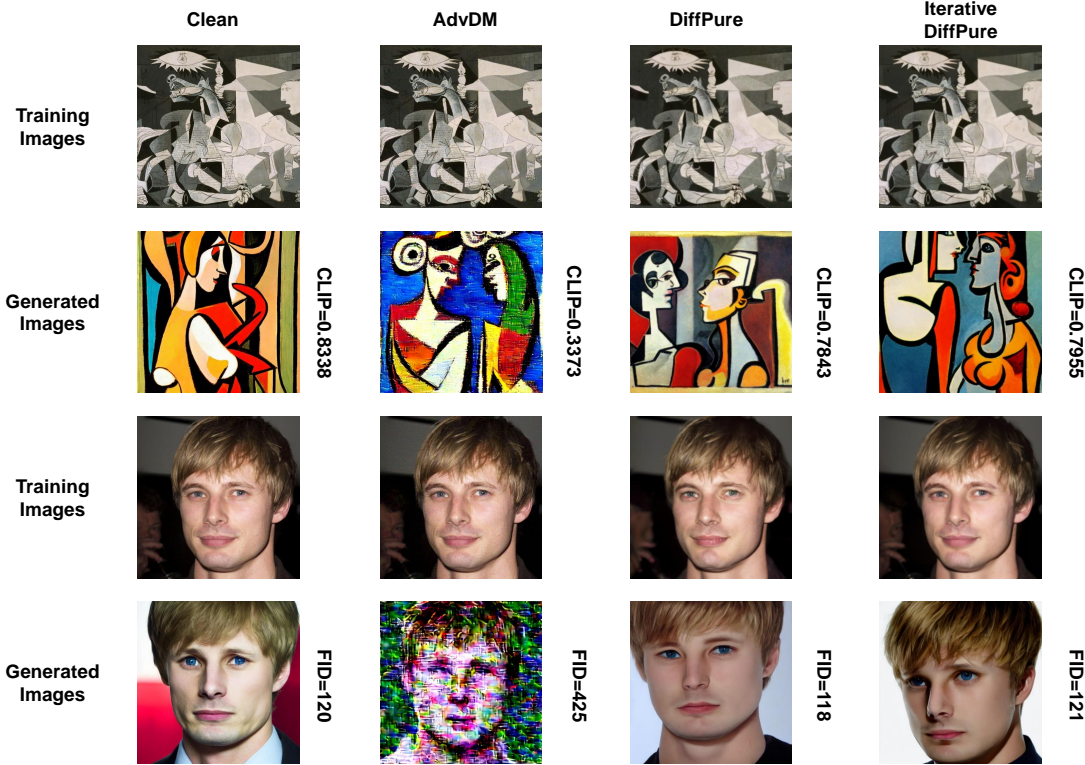 Clean
AdvDM
DiffPure
Iterative
DiffPure
Training
Images
Generated
Images
CLIP=0.8338
CLIP=0.3773
CLIP=0.7843
CLIP=0.7955
Training
Images
Generated
Images
FID=120
FID=425
FID=118
FID=121